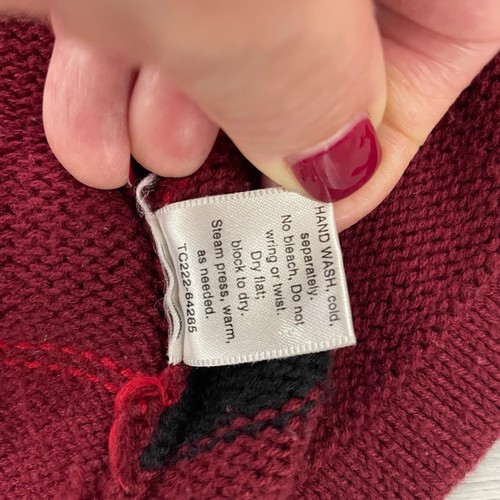 HAND WASH, cold,
separately.
No bleach, Do not
wring or twist.
Dry flat;
block to dry.
Steam press, warm,
as needed.
TC222-64265